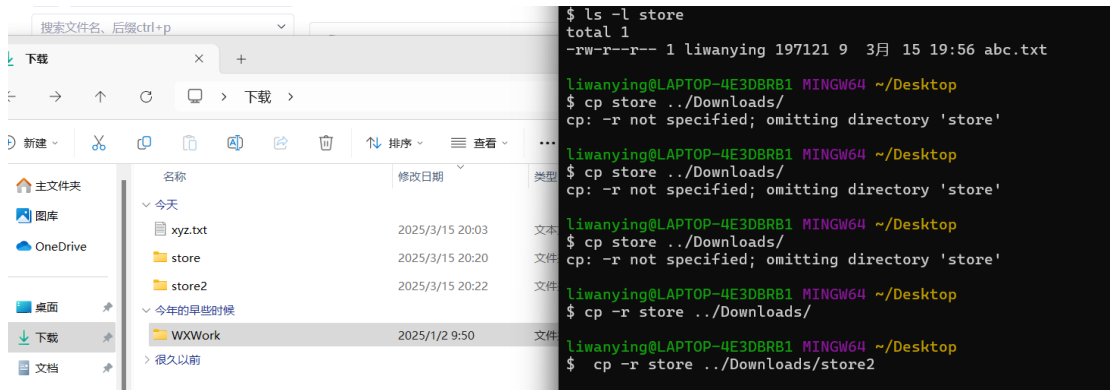 搜索文件名、后缀ctrl+p
下载
下载
新建
排序
查看
主文件夹
图库
OneDrive
桌面
下载
文档
名称 修改日期 类型
今天
xyz.txt 2025/3/15 20:03 文本
store 2025/3/15 20:20 文件
store2 2025/3/15 20:22 文件
今年的早些时候
WXWork 2025/1/2 9:50 文件
很久以前
$ ls -l store
total 1
-rw-r--r-- 1 liwanying 197121 9  3月  15 19:56 abc.txt
liwanying@LAPTOP-4E3DBRB1 MINGW64 ~/Desktop
$ cp store ../Downloads/
cp: -r not specified; omitting directory 'store'
liwanying@LAPTOP-4E3DBRB1 MINGW64 ~/Desktop
$ cp store ../Downloads/
cp: -r not specified; omitting directory 'store'
liwanying@LAPTOP-4E3DBRB1 MINGW64 ~/Desktop
$ cp store ../Downloads/
cp: -r not specified; omitting directory 'store'
liwanying@LAPTOP-4E3DBRB1 MINGW64 ~/Desktop
$ cp -r store ../Downloads/
liwanying@LAPTOP-4E3DBRB1 MINGW64 ~/Desktop
$  cp -r store ../Downloads/store2